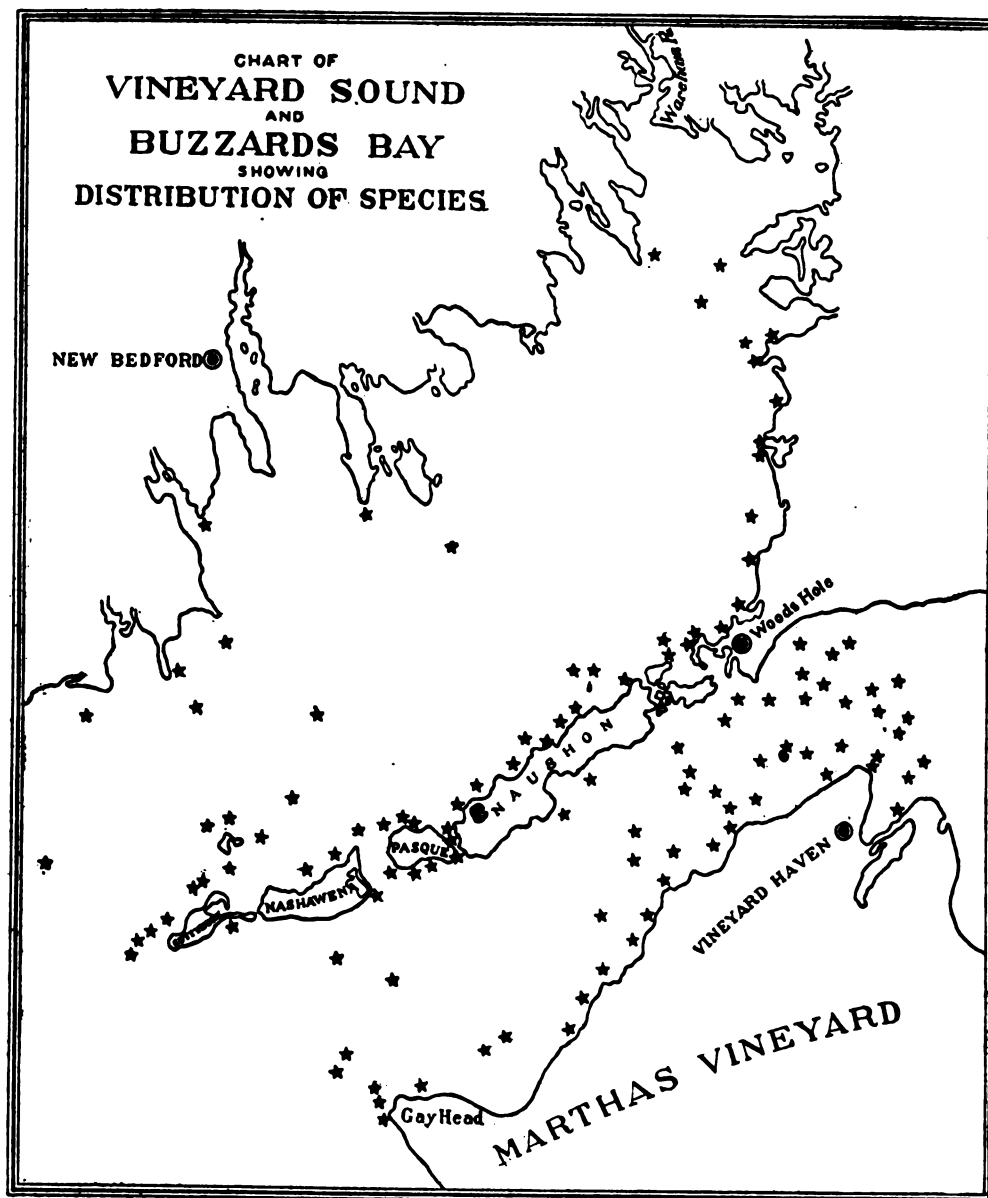 CHART OF
VINEYARD SOUND
AND
BUZZARDS BAY
SHOWING
DISTRIBUTION OF SPECIES
Wareham R.
NEW BEDFORD
Woods Hole
NAUSHON
PASQUE
NASHAWENA
VINEYARD HAVEN
MARTHAS VINEYARD
Gay Head